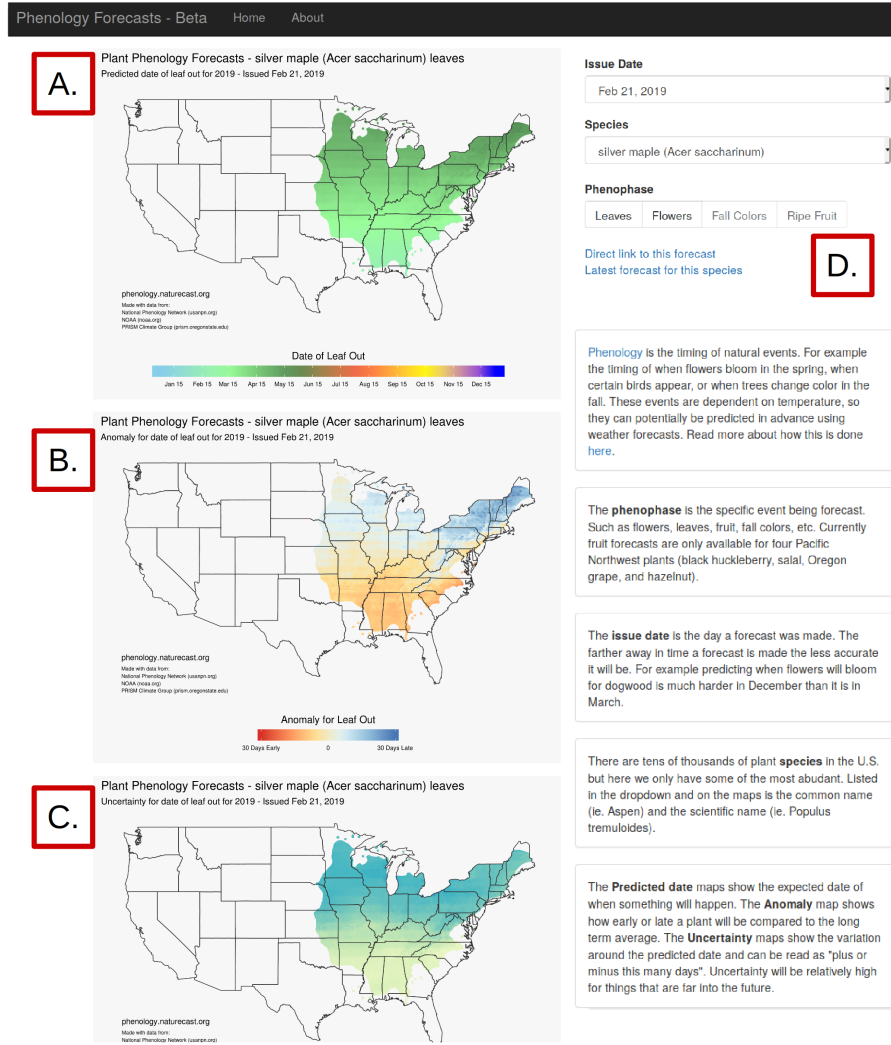 Phenology Forecasts - Beta Home About
A.
Plant Phenology Forecasts - silver maple (Acer saccharinum) leaves
Predicted date of leaf out for 2019 - Issued Feb 21, 2019
phenology.naturecast.org
Made with data from:
National Phenology Network (usanpn.org)
NOAA (noaa.org)
PRISM Climate Group (prism.oregonstate.edu)
Date of Leaf Out
Jan 15 Feb 15 Mar 15 Apr 15 May 15 Jun 15 Jul 15 Aug 15 Sep 15 Oct 15 Nov 15 Dec 15
B.
Plant Phenology Forecasts - silver maple (Acer saccharinum) leaves
Anomaly for date of leaf out for 2019 - Issued Feb 21, 2019
phenology.naturecast.org
Made with data from:
National Phenology Network (usanpn.org)
NOAA (noaa.org)
PRISM Climate Group (prism.oregonstate.edu)
Anomaly for Leaf Out
30 Days Early 0 30 Days Late
C.
Plant Phenology Forecasts - silver maple (Acer saccharinum) leaves
Uncertainty for date of leaf out for 2019 - Issued Feb 21, 2019
phenology.naturecast.org
Made with data from:
National Phenology Network (usanpn.org)
Issue Date
Feb 21, 2019
Species
silver maple (Acer saccharinum)
Phenophase
Leaves Flowers Fall Colors Ripe Fruit
Direct link to this forecast
Latest forecast for this species
D.
Phenology is the timing of natural events. For example
the timing of when flowers bloom in the spring, when
certain birds appear, or when trees change color in the
fall. These events are dependent on temperature, so
they can potentially be predicted in advance using
weather forecasts. Read more about how this is done
here.
The phenophase is the specific event being forecast.
Such as flowers, leaves, fruit, fall colors, etc. Currently
fruit forecasts are only available for four Pacific
Northwest plants (black huckleberry, salal, Oregon
grape, and hazelnut).
The issue date is the day a forecast was made. The
farther away in time a forecast is made the less accurate
it will be. For example predicting when flowers will bloom
for dogwood is much harder in December than it is in
March.
There are tens of thousands of plant species in the U.S.
but here we only have some of the most abudant. Listed
in the dropdown and on the maps is the common name
(ie. Aspen) and the scientific name (ie. Populus
tremuloides).
The Predicted date maps show the expected date of
when something will happen. The Anomaly map shows
how early or late a plant will be compared to the long
term average. The Uncertainty maps show the variation
around the predicted date and can be read as "plus or
minus this many days". Uncertainty will be relatively high
for things that are far into the future.